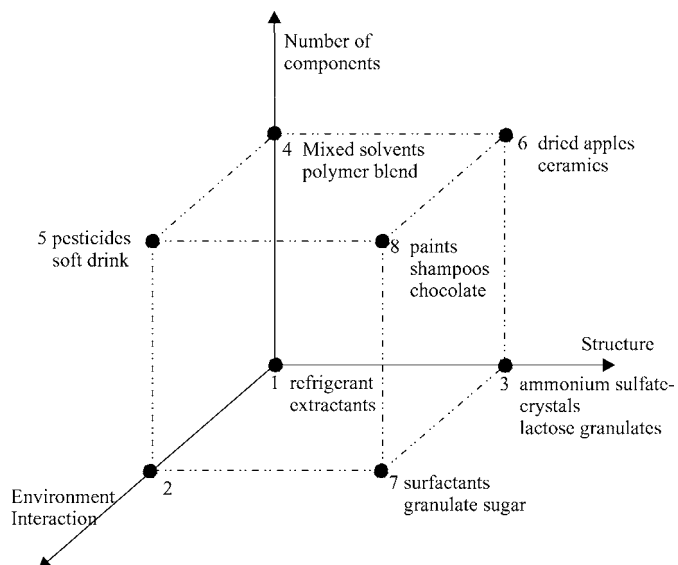 Number of
components
4 Mixed solvents
polymer blend
6 dried apples
ceramics
5 pesticides
soft drink
8 paints
shampoos
chocolate
Structure
1 refrigerant
extractants
3 ammonium sulfate-
crystals
lactose granulates
2
7 surfactants
granulate sugar
Environment
Interaction